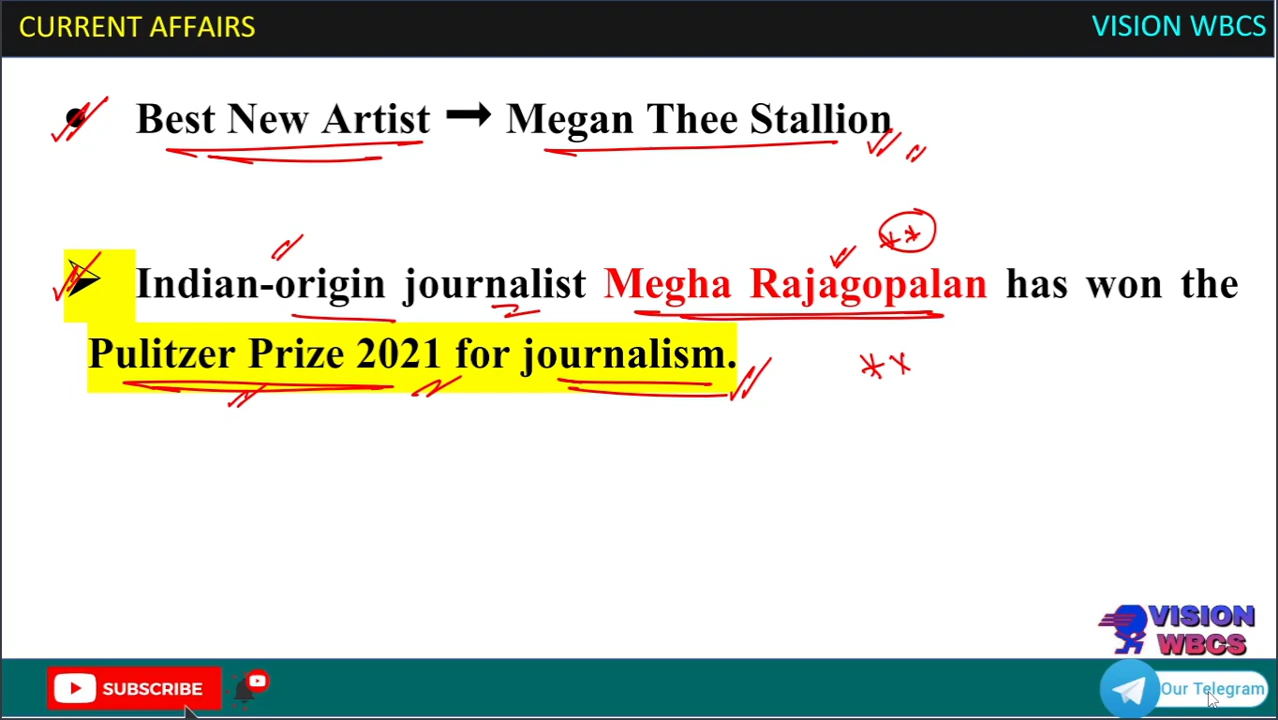 CURRENT AFFAIRS VISION WBCS
• Best New Artist ➞ Megan Thee Stallion
➢ Indian-origin journalist Megha Rajagopalan has won the
Pulitzer Prize 2021 for journalism.
VISION
WBCS
SUBSCRIBE
Our Telegram